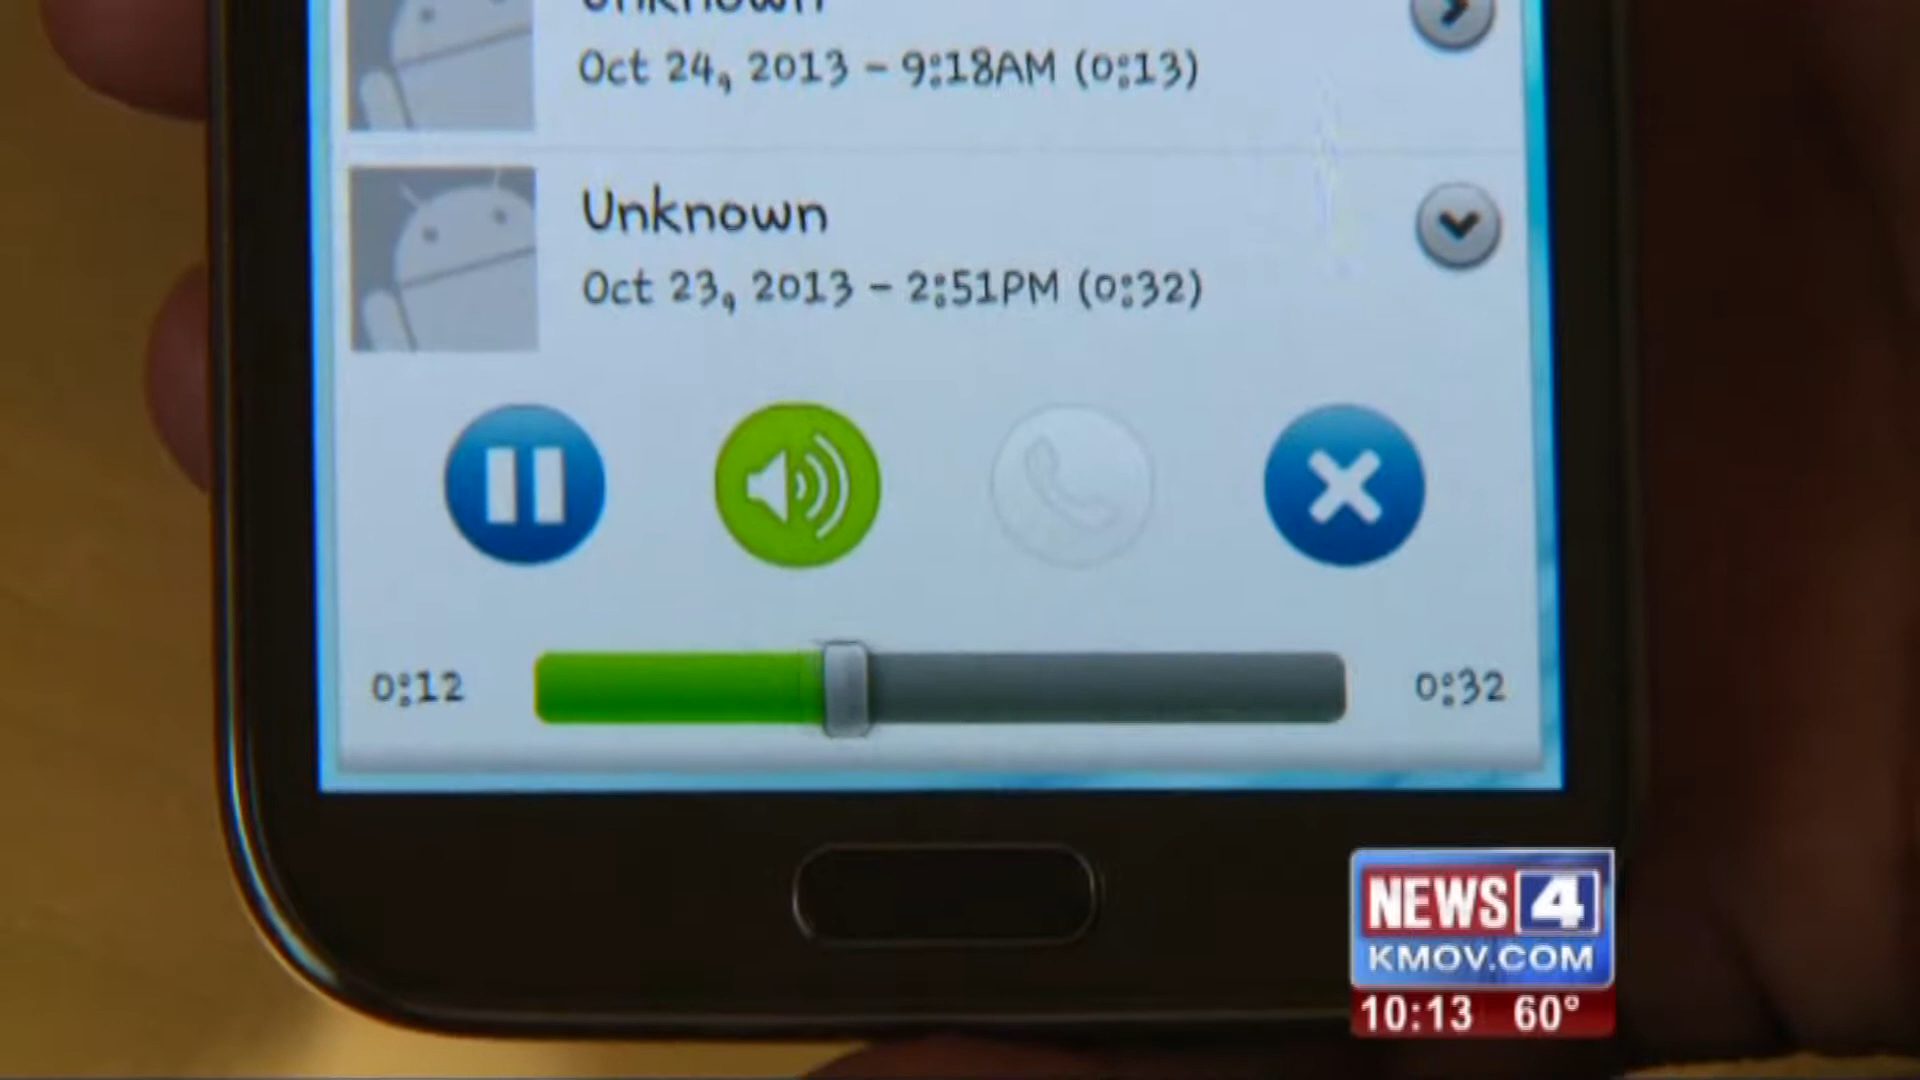 Unknown
Oct 24, 2013 - 9:18AM (0:13)
Unknown
Oct 23, 2013 - 2:51PM (0:32)
0:12
0:32
NEWS 4
KMOV.COM
10:13 60°